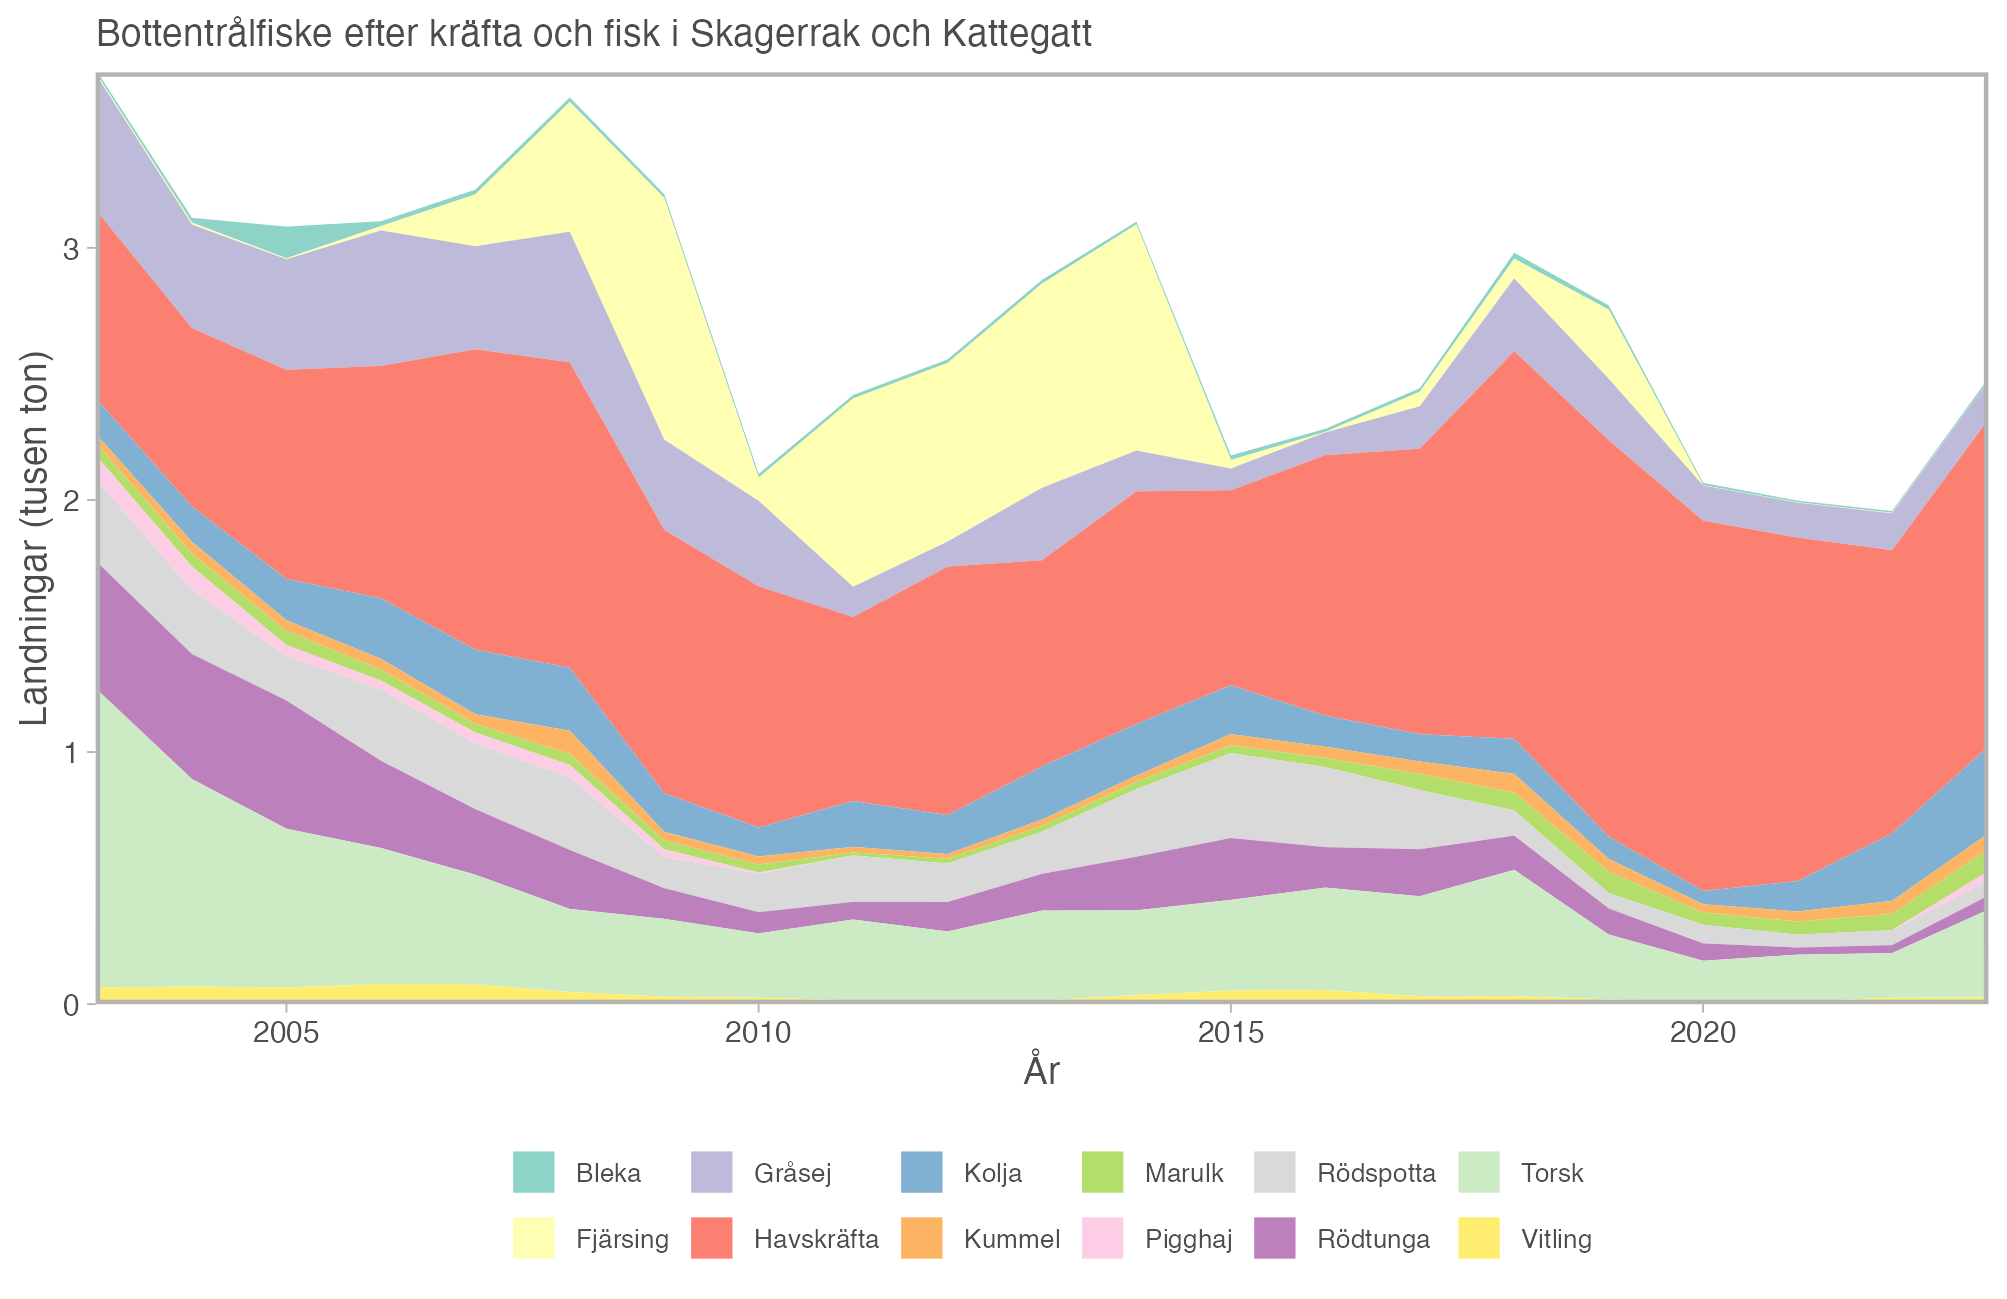 Bottentrålfiske efter kräfta och fisk i Skagerrak och Kattegatt
Landningar (tusen ton)
3
2
1
0
2005 2010 2015 2020
År
Bleka Gråsej Kolja Marulk Rödspotta Torsk
Fjärsing Havskräfta Kummel Pigghaj Rödtunga Vitling